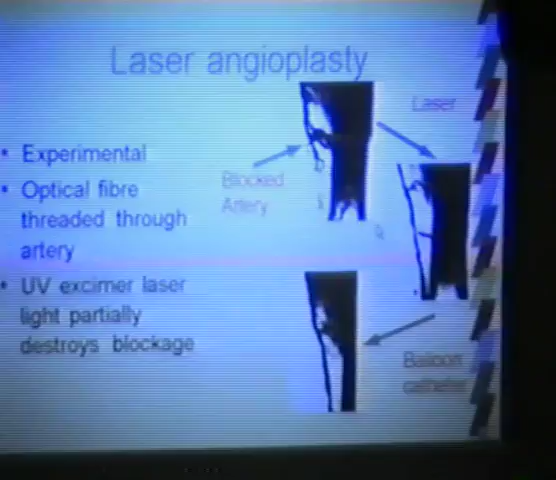 Laser angioplasty
• Experimental
• Optical fibre
threaded through
artery
• UV excimer laser
light partially
destroys blockage
Blocked
Artery
Laser
Balloon
catheter